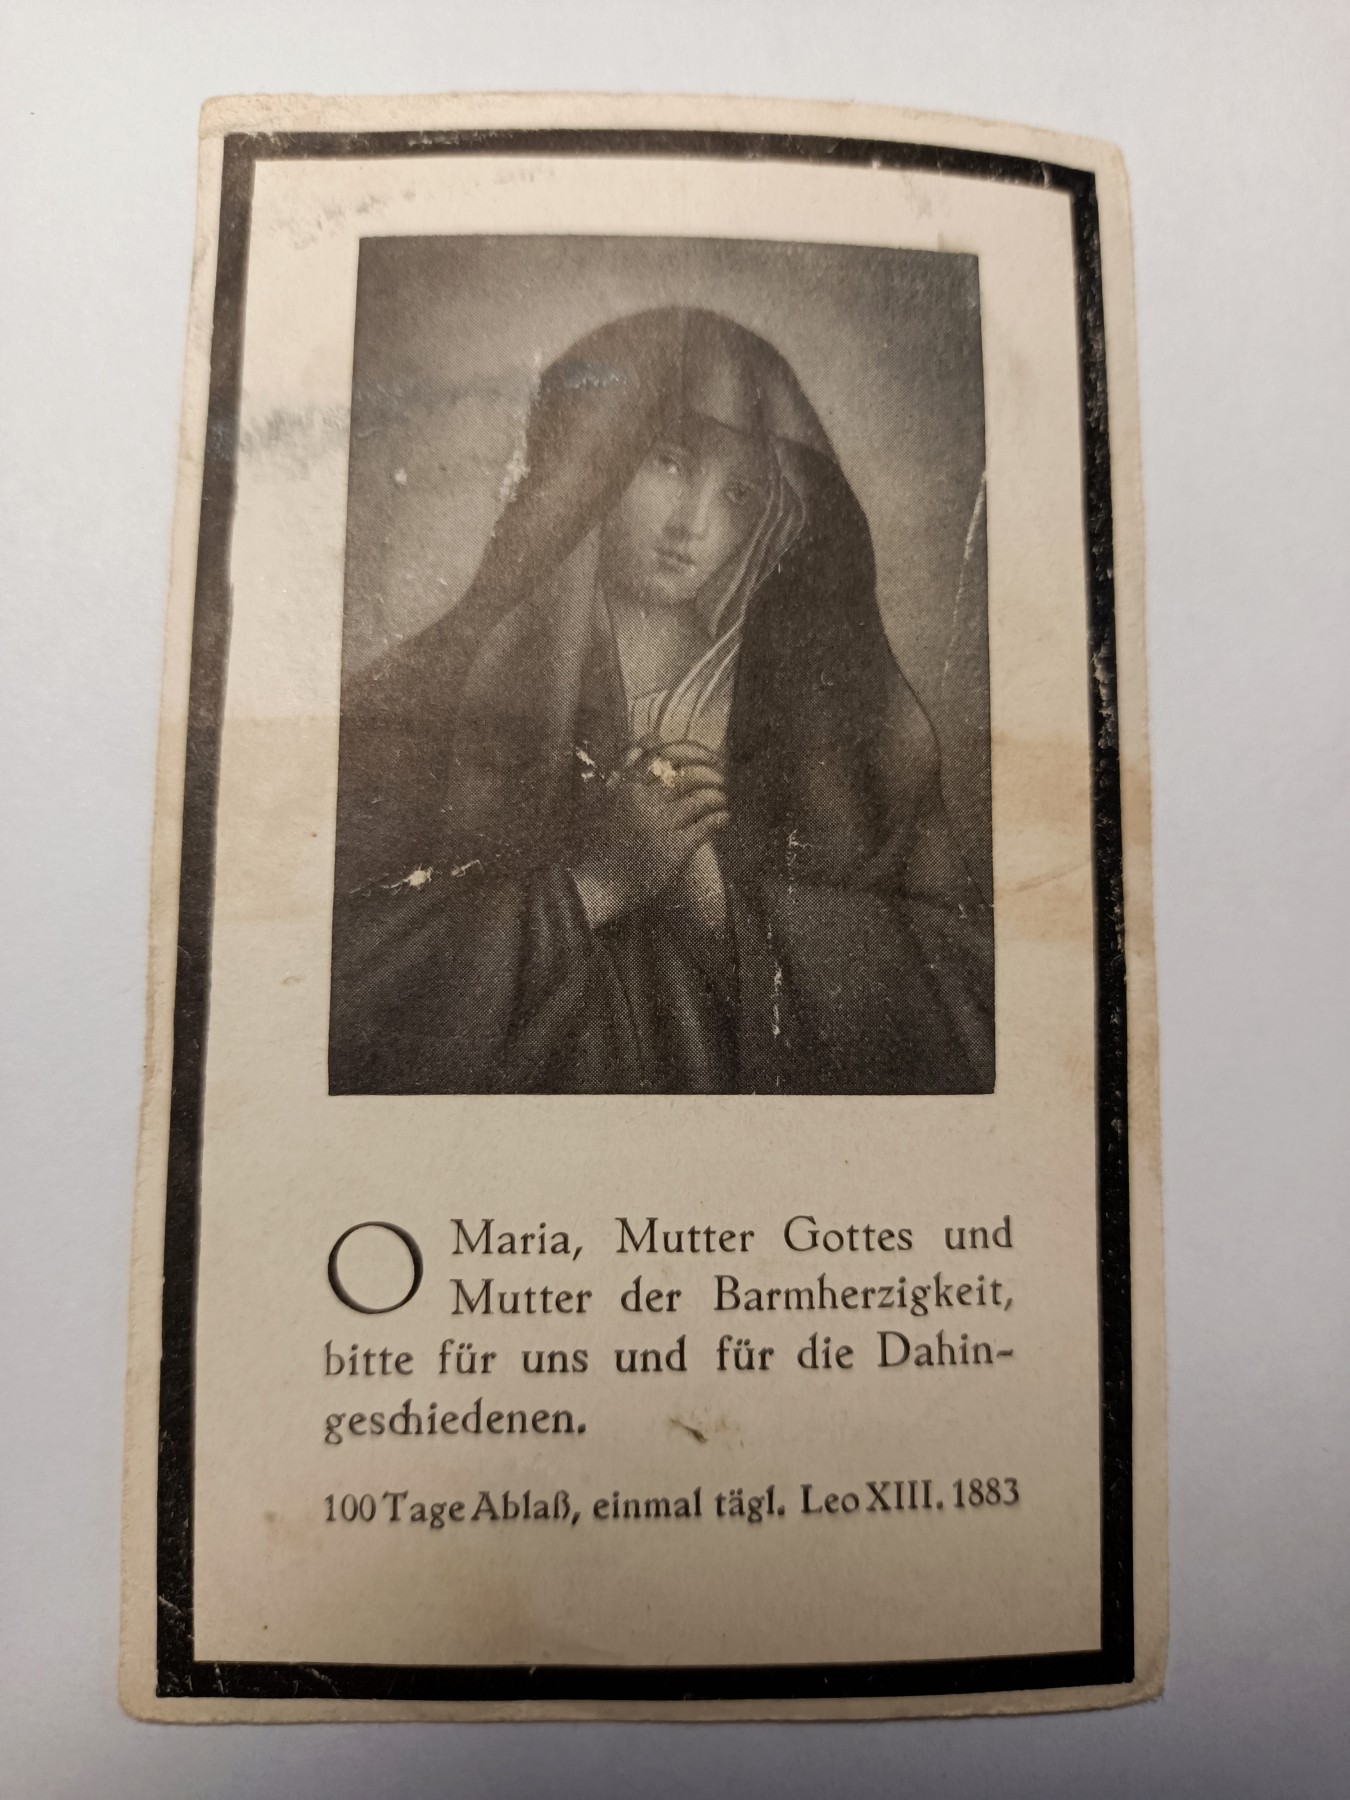 O Maria, Mutter Gottes und
Mutter der Barmherzigkeit,
bitte für uns und für die Dahin-
geschiedenen.
100 Tage Ablaß, einmal tägl. Leo XIII. 1883